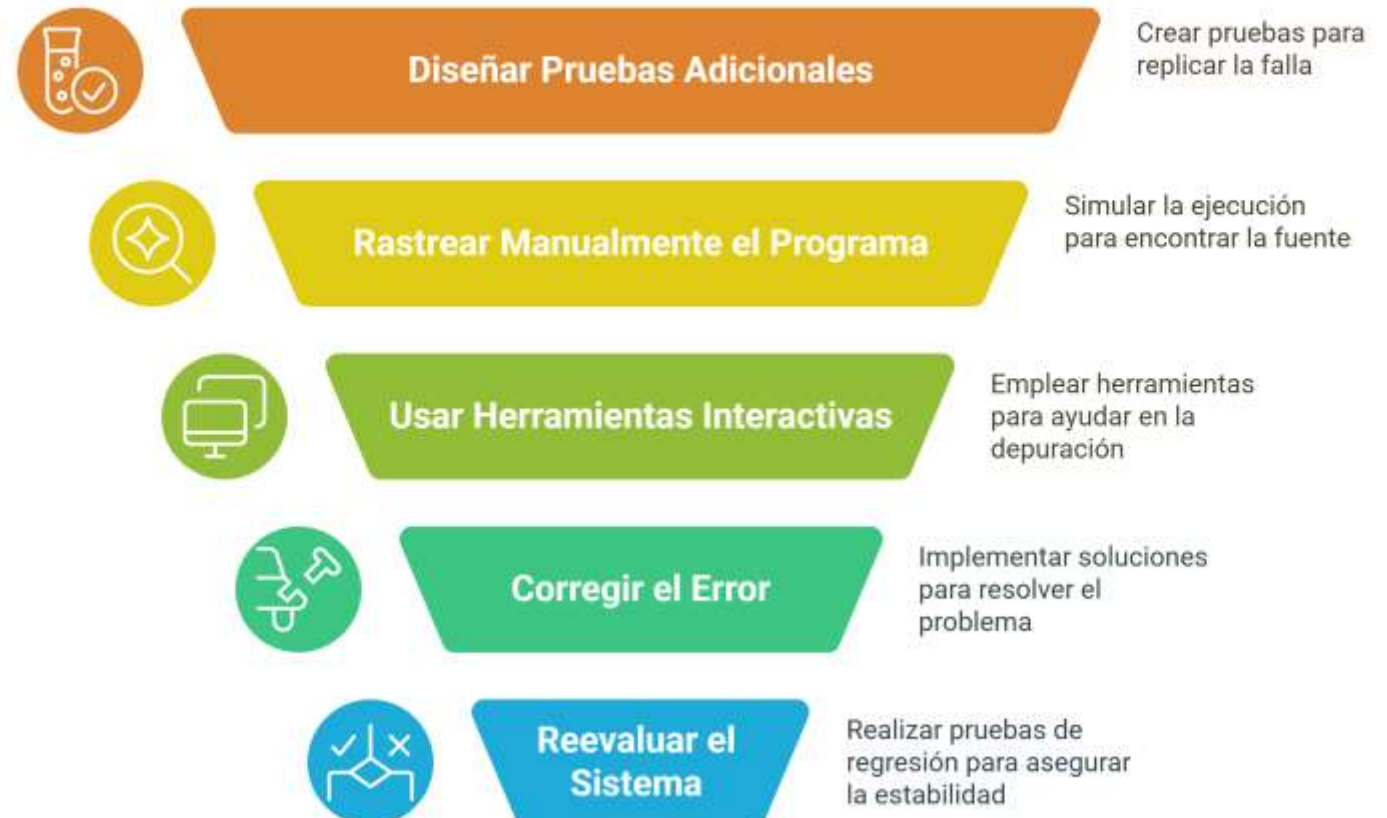 Diseñar Pruebas Adicionales
Crear pruebas para
replicar la falla
Rastrear Manualmente el Programa
Simular la ejecución
para encontrar la fuente
Usar Herramientas Interactivas
Emplear herramientas
para ayudar en la
depuración
Corregir el Error
Implementar soluciones
para resolver el
problema
Reevaluar el
Sistema
Realizar pruebas de
regresión para asegurar
la estabilidad